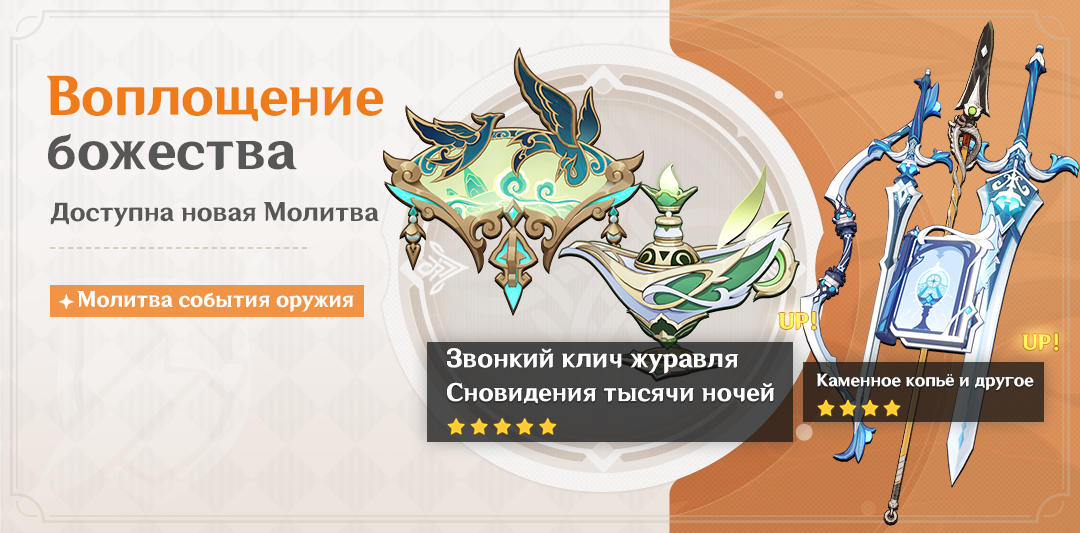 Воплощение
божества
Доступна новая Молитва
Молитва события оружия
UP!
Звонкий клич журавля
Сновидения тысячи ночей
UP!
Каменное копьё и другое